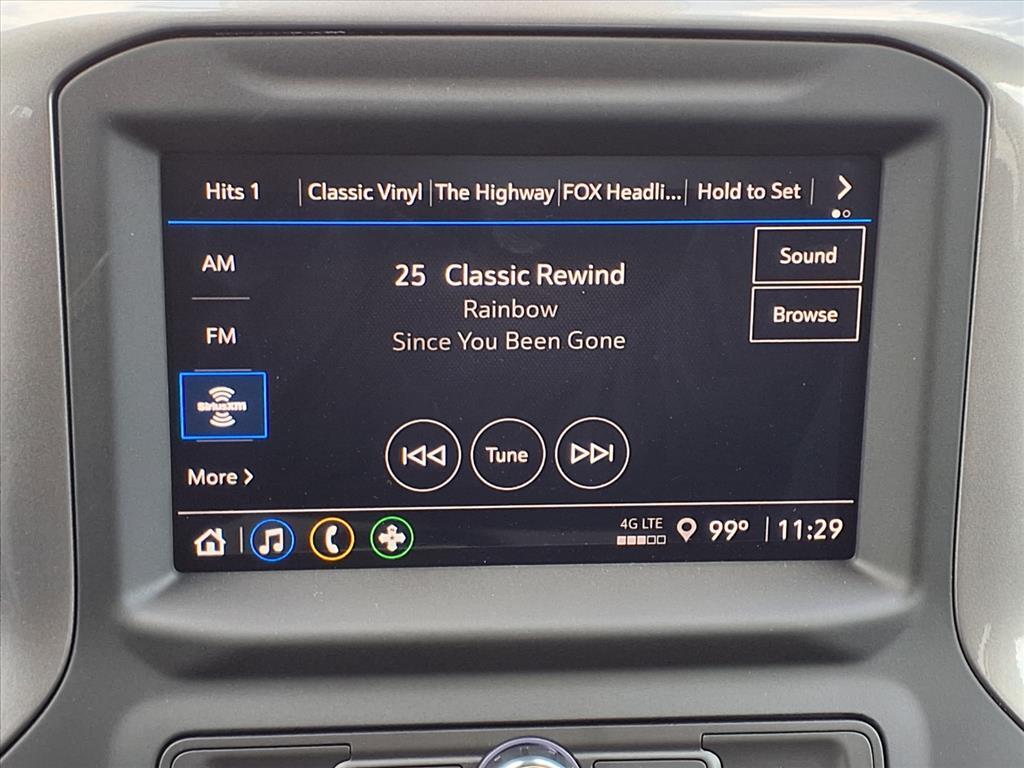 Hits 1 Classic Vinyl The Highway FOX Headli... Hold to Set
AM
25 Classic Rewind
Sound
Rainbow
Browse
FM
Since You Been Gone
SiriusXM
Tune
More
4G LTE
99° 11:29